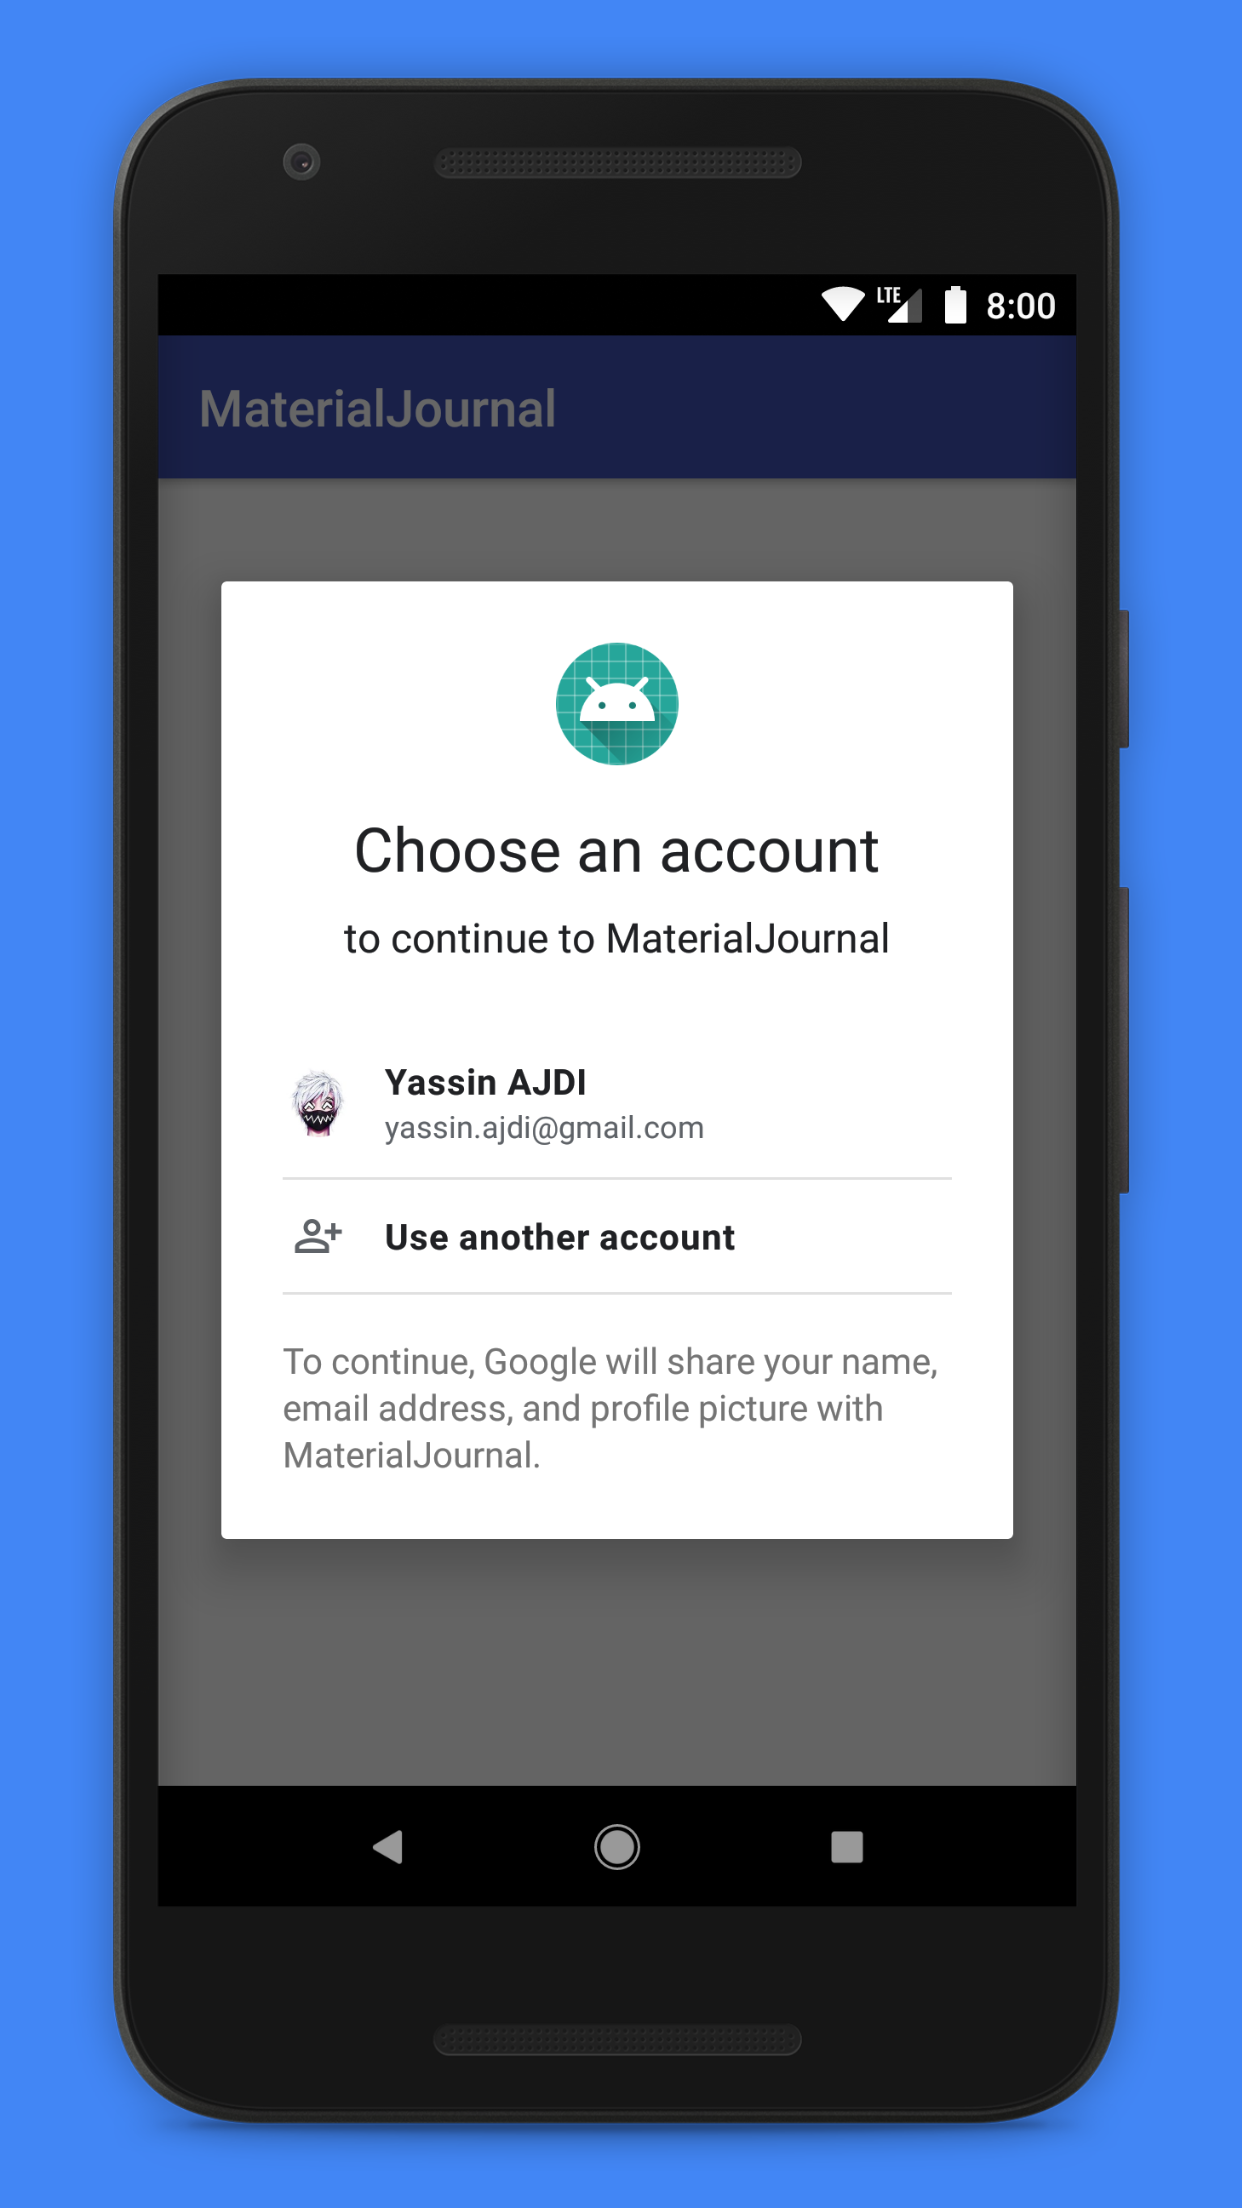 LTE 8:00
MaterialJournal
Choose an account
to continue to MaterialJournal
Yassin AJDI
yassin.ajdi@gmail.com
Use another account
To continue, Google will share your name,
email address, and profile picture with
MaterialJournal.